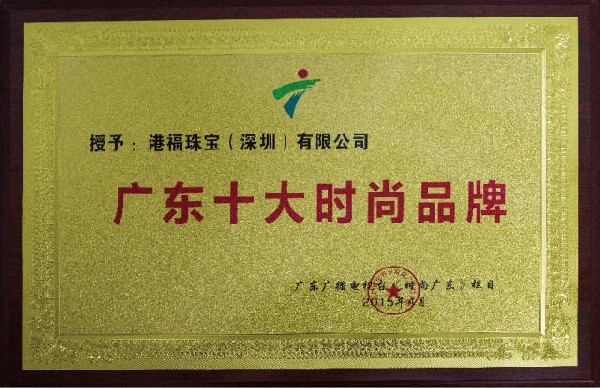 授予：港福珠宝（深圳）有限公司
广东十大时尚品牌
广东广播电视台《时尚广东》栏目
2015年 月